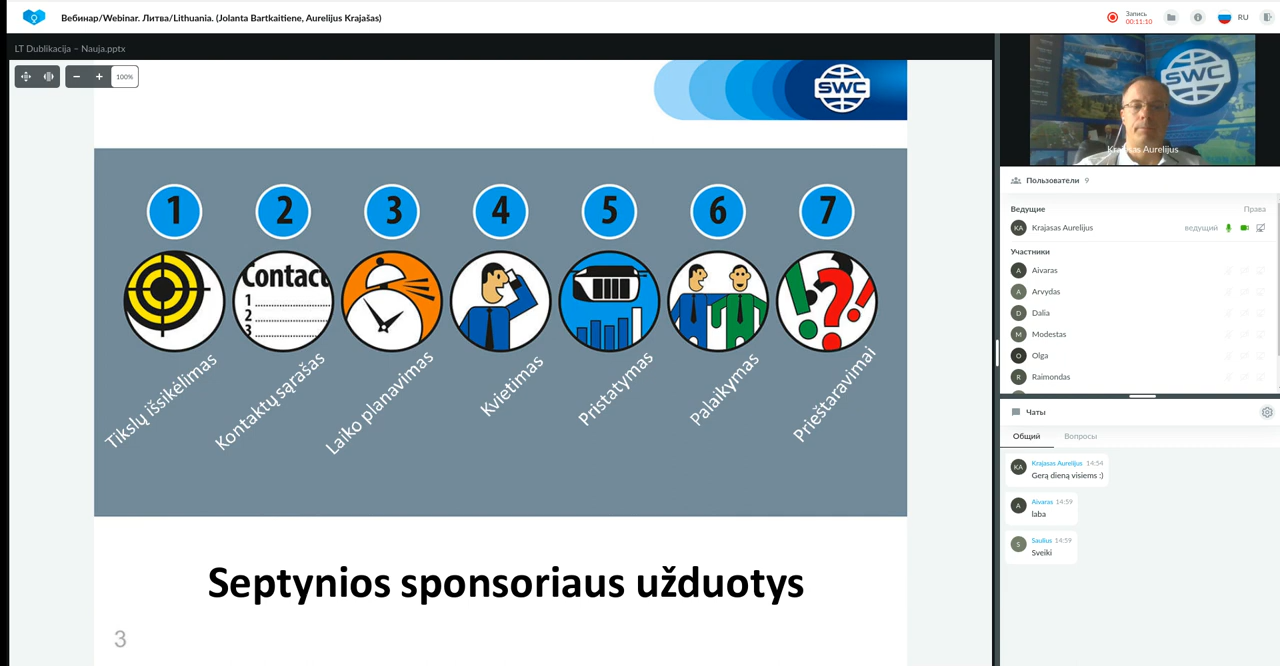 Вебинар/Webinar. Литва/Lithuania. (Jolanta Bartkaitiene, Aurelijus Krajašas)
Запись
00:11:10
RU
LT Dublikacija – Nauja.pptx
100%
SWC
1 2 3 4 5 6 7
Contact
1
2
3
Tikslų išsikėlimas
Kontaktų sąrašas
Laiko planavimas
Kvietimas
Pristatymas
Palaikymas
Prieštaravimai
Septynios sponsoriaus užduotys
3
SWC
Krajasas Aurelijus
Пользователи 9
Ведущие Права
KA Krajasas Aurelijus ведущий
Участники
A Aivaras
A Arvydas
D Dalia
M Modestas
O Olga
R Raimondas
Чаты
Общий Вопросы
KA Krajasas Aurelijus 14:54
Gerą dieną visiems :)
A Aivaras 14:59
laba
S Saulius 14:59
Sveiki